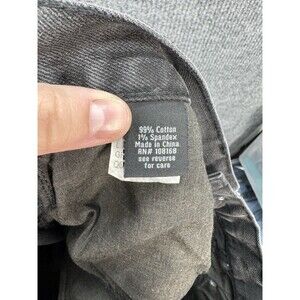 99% Cotton
1% Spandex
Made in China
RN# 108168
see reverse
for care